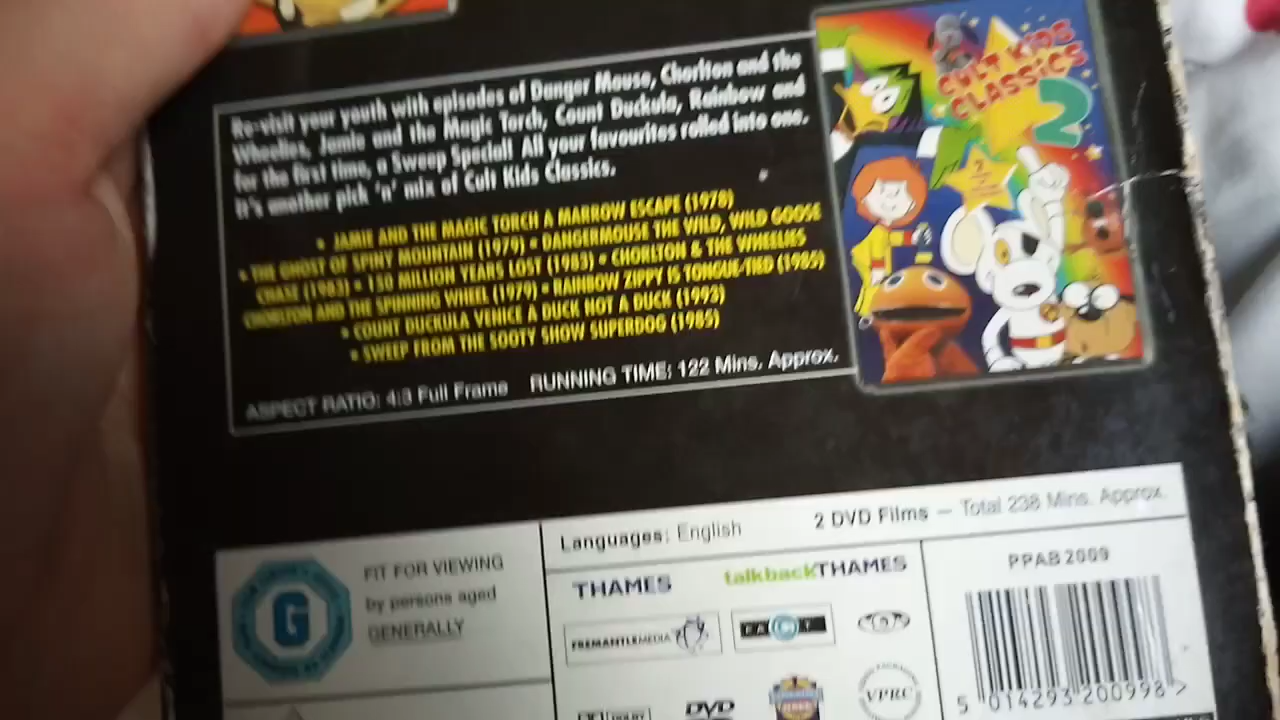 Re-visit your youth with episodes of Danger Mouse, Chorlton and the
Wheelies, Jamie and the Magic Torch, Count Duckula, Rainbow and
for the first time, a Sweep Special! All your favourites rolled into one.
It's another pick 'n' mix of Cult Kids Classics.
• JAMIE AND THE MAGIC TORCH A MARROW ESCAPE (1978)
• THE GHOST OF SPINY MOUNTAIN (1979) • DANGERMOUSE THE WILD, WILD GOOSE
CHASE (1983) • 150 MILLION YEARS LOST (1983) • CHORLTON & THE WHEELIES
CHORLTON AND THE SPINNING WHEEL (1979) • RAINBOW ZIPPY IS TONGUE-TIED (1985)
• COUNT DUCKULA VENICE A DUCK NOT A DUCK (1993)
• SWEEP FROM THE SOOTY SHOW SUPERDOG (1985)
ASPECT RATIO: 4:3 Full Frame RUNNING TIME: 122 Mins. Approx.
CULT KIDS
CLASSICS
2
Languages: English 2 DVD Films – Total 238 Mins. Approx.
G
FIT FOR VIEWING
by persons aged
GENERALLY
THAMES talkbackTHAMES
FREMANTLEMEDIA
PPAB2009
5 014293 200998 >
DVD
VPRC